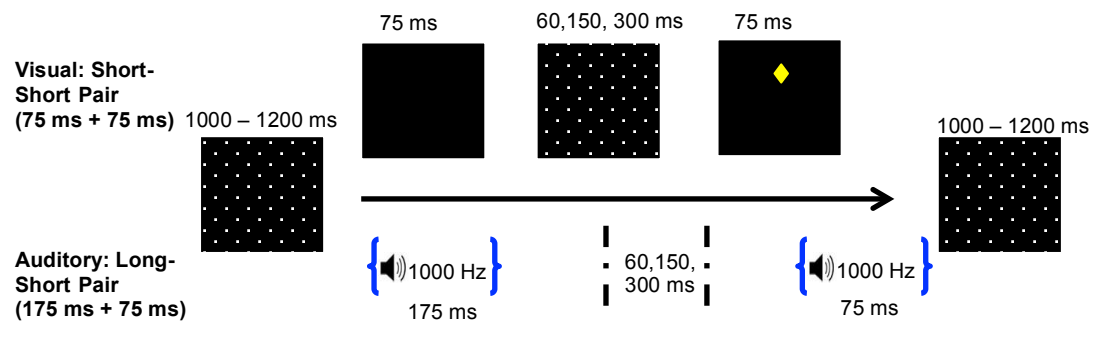 75 ms
60,150, 300 ms
75 ms
Visual: Short-
Short Pair
(75 ms + 75 ms)
1000 – 1200 ms
1000 – 1200 ms
Auditory: Long-
Short Pair
(175 ms + 75 ms)
1000 Hz
175 ms
60,150,
300 ms
1000 Hz
75 ms